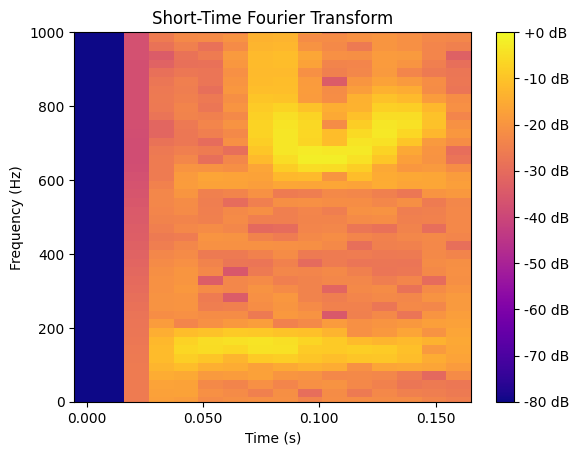 Short-Time Fourier Transform
Frequency (Hz)
1000
800
600
400
200
0
0.000
0.050
0.100
0.150
Time (s)
+0 dB
-10 dB
-20 dB
-30 dB
-40 dB
-50 dB
-60 dB
-70 dB
-80 dB